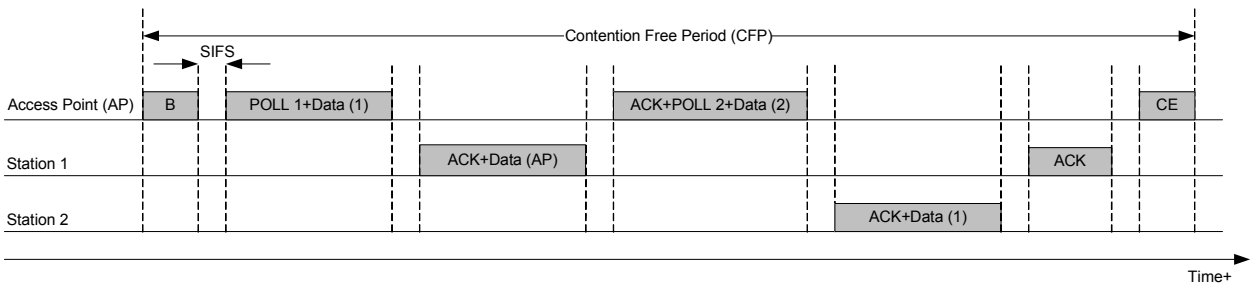 Contention Free Period (CFP)
SIFS
Access Point (AP)
B
POLL 1+Data (1)
ACK+POLL 2+Data (2)
CE
Station 1
ACK+Data (AP)
ACK
Station 2
ACK+Data (1)
Time+